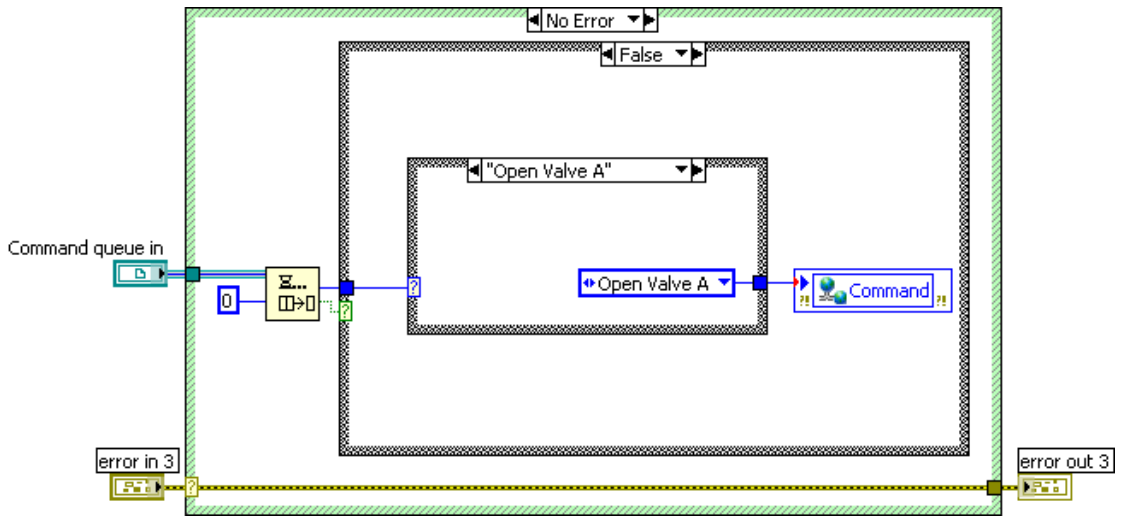 No Error
False
"Open Valve A"
Command queue in
0
Open Valve A
Command
error in 3
error out 3